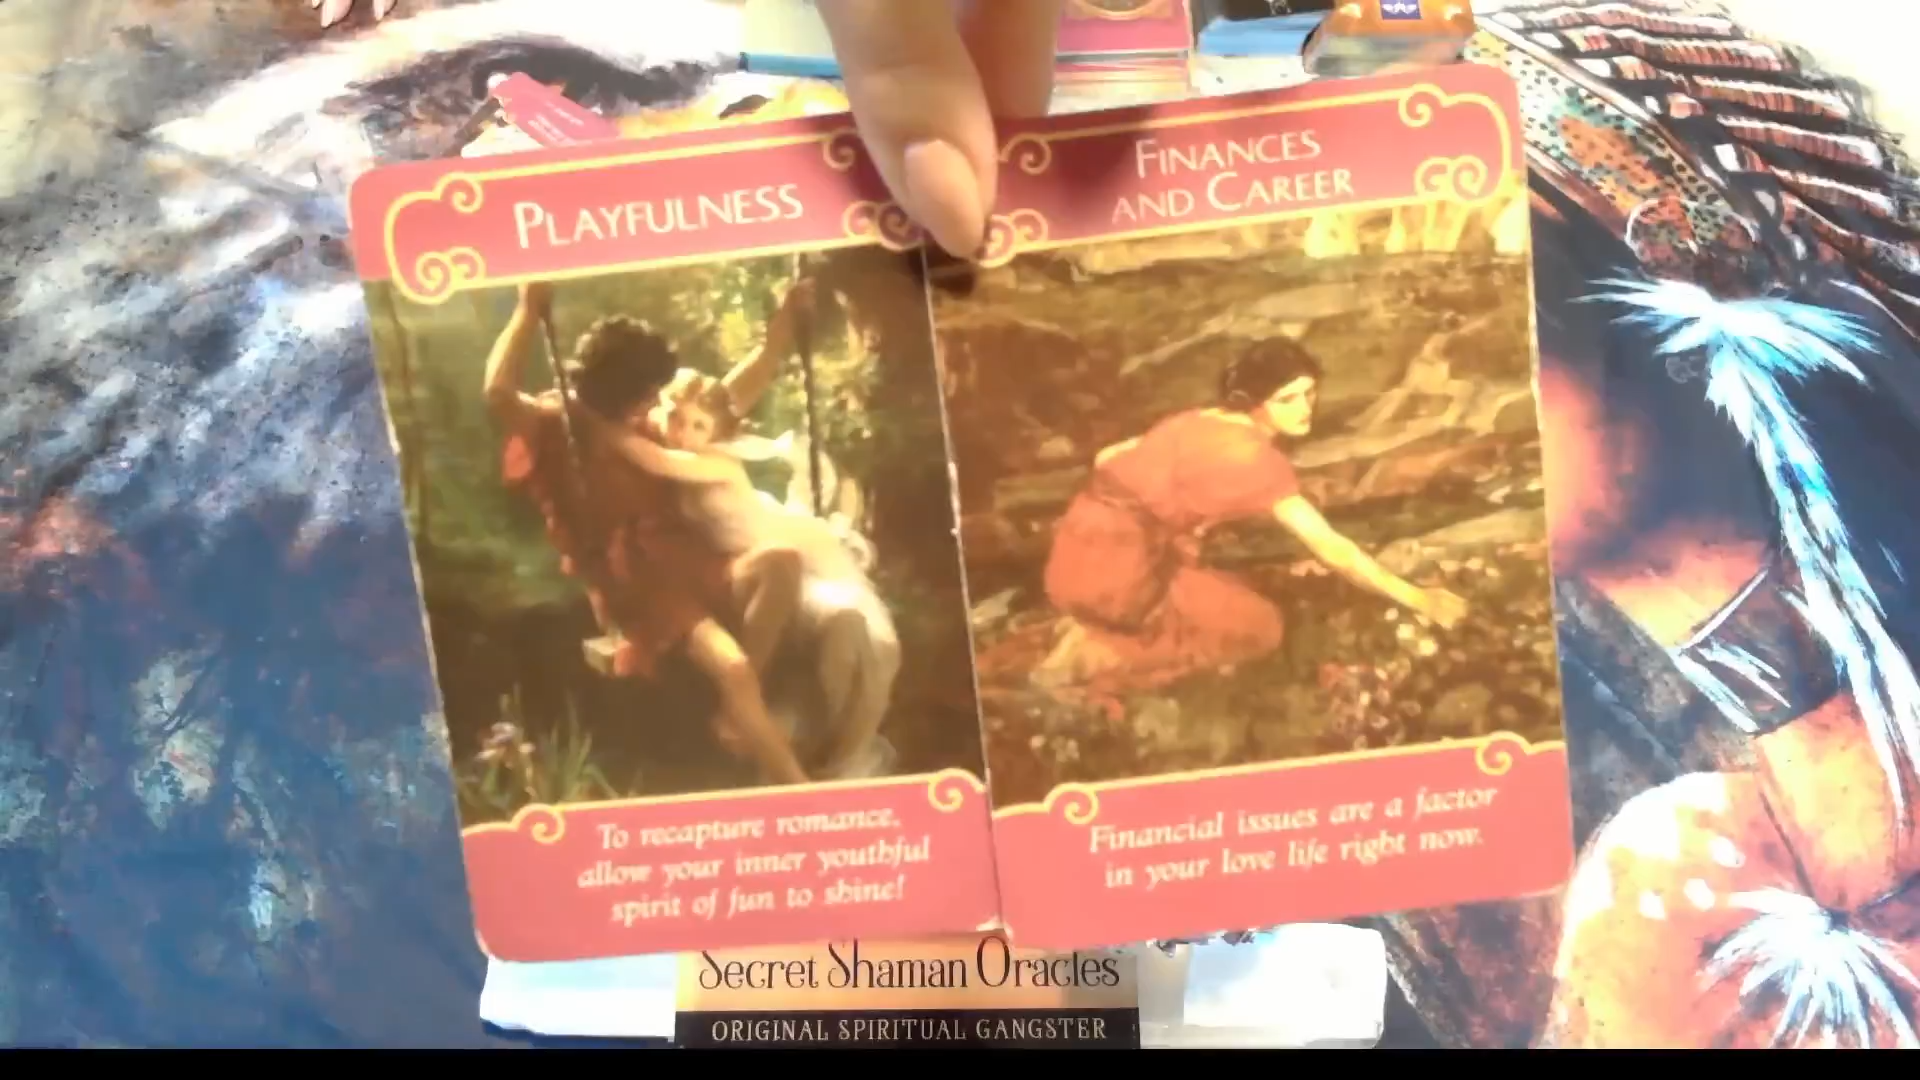 PLAYFULNESS
To recapture romance,
allow your inner youthful
spirit of fun to shine!
FINANCES
AND CAREER
Financial issues are a factor
in your love life right now.
Secret Shaman Oracles
ORIGINAL SPIRITUAL GANGSTER